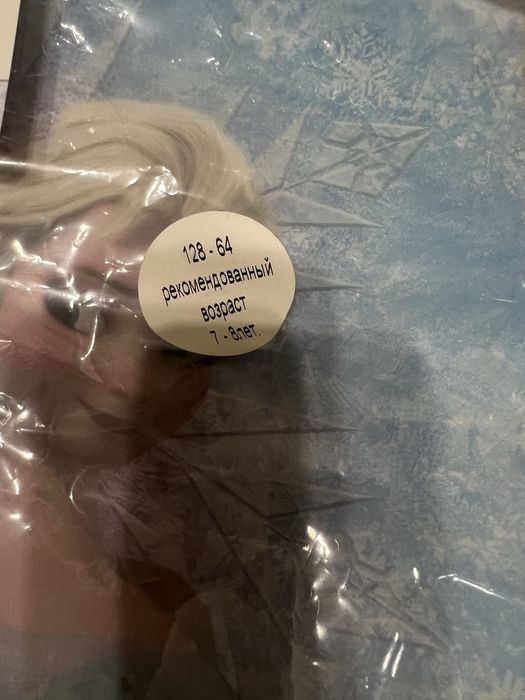 128 - 64
рекомендованный
возраст
7 - 8лет.